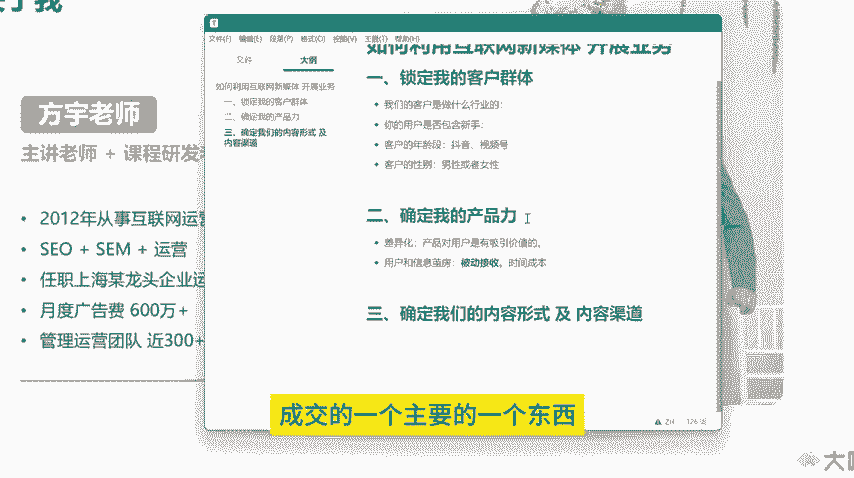 于我
方宇老师
主讲老师 + 课程研发
2012年从事互联网运营
SEO + SEM + 运营
任职上海某龙头企业运
月度广告费 600万+
管理运营团队 近300+
文件(F) 编辑(E) 段落(P) 格式(O) 视图(V) 工具(T) 帮助(H)
文件 大纲
如何利用互联网新媒体 开展业务
一、锁定我的客户群体
二、确定我的产品力
三、确定我们的内容形式 及
内容渠道
如何利用互联网新媒体 开展业务
一、锁定我的客户群体
我们的客户是做什么行业的:
你的用户是否包含新手:
客户的年龄段: 抖音、视频号
客户的性别: 男性或者女性
二、确定我的产品力
差异化: 产品对用户是有吸引价值的。
用户和信息茧房: 被动接收。时间成本
三、确定我们的内容形式 及 内容渠道
ZH 126 词
成交的一个主要的一个东西
大